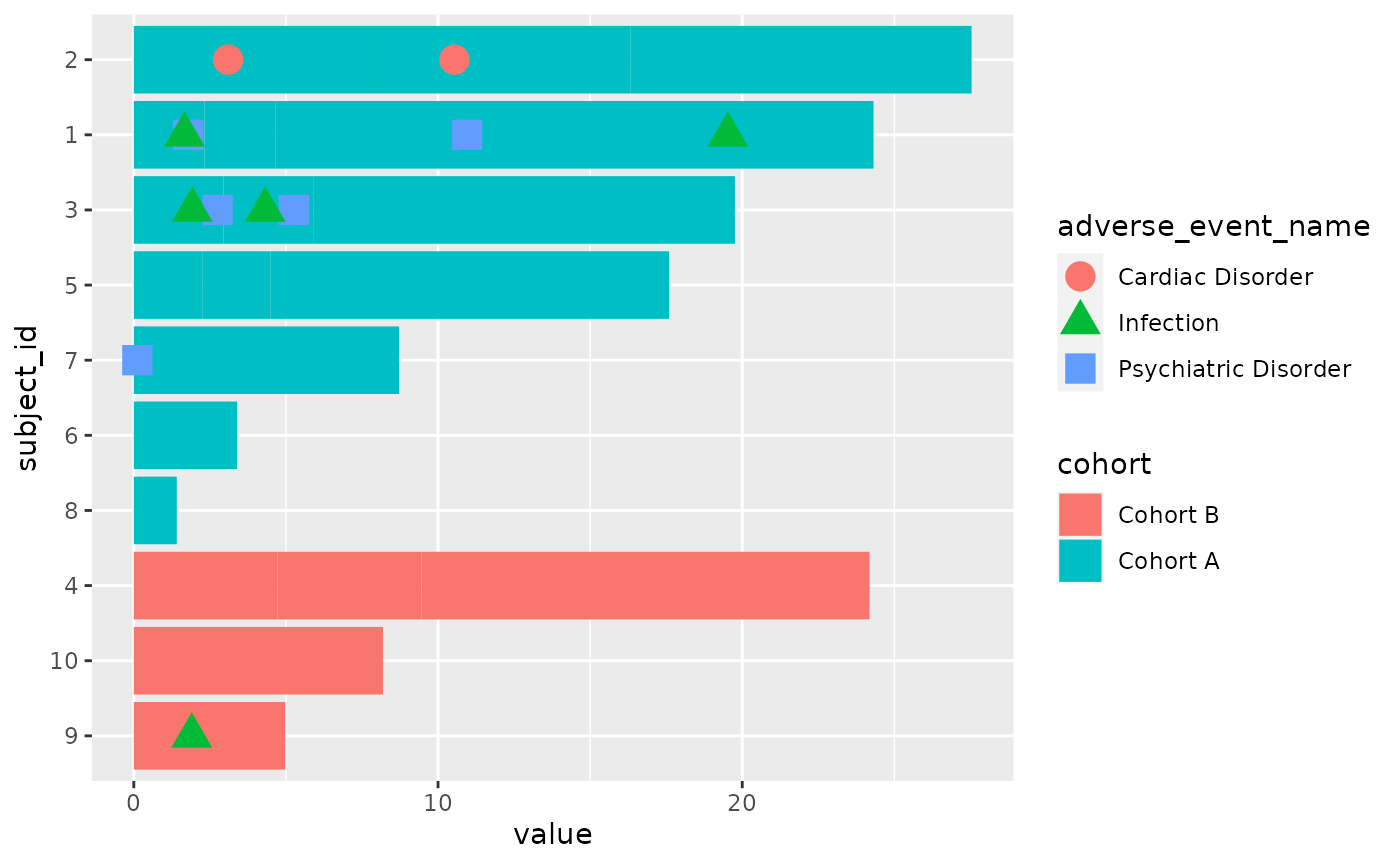 2
1
3
5
7
6
8
4
10
9
subject_id
0
10
20
value
adverse_event_name
Cardiac Disorder
Infection
Psychiatric Disorder
cohort
Cohort B
Cohort A